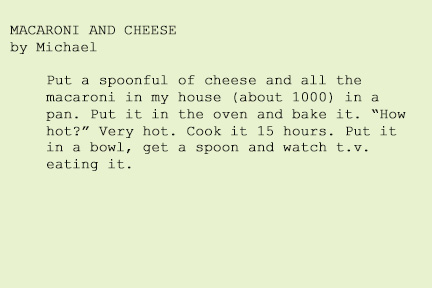 MACARONI AND CHEESE
by Michael
Put a spoonful of cheese and all the
macaroni in my house (about 1000) in a
pan. Put it in the oven and bake it. “How
hot?” Very hot. Cook it 15 hours. Put it
in a bowl, get a spoon and watch t.v.
eating it.